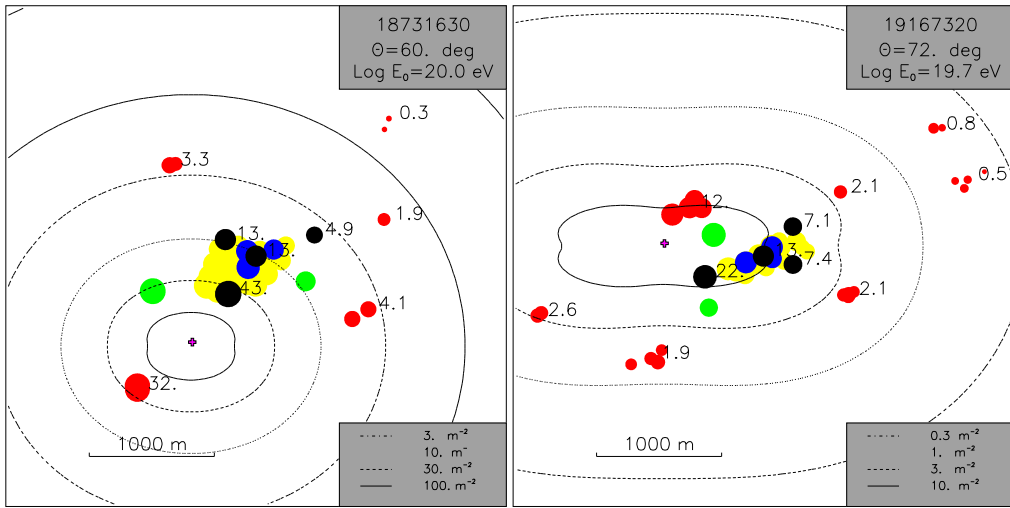 18731630
Θ=60. deg
Log E₀=20.0 eV
0.3
3.3
1.9
4.9
13.
13.
43.
4.1
32.
1000 m
3. m⁻²
10. m⁻
30. m⁻²
100. m⁻²
19167320
Θ=72. deg
Log E₀=19.7 eV
0.8
0.5
2.1
12.
7.1
13.
7.4
22.
2.1
2.6
1.9
1000 m
0.3 m⁻²
1. m⁻²
3. m⁻²
10. m⁻²